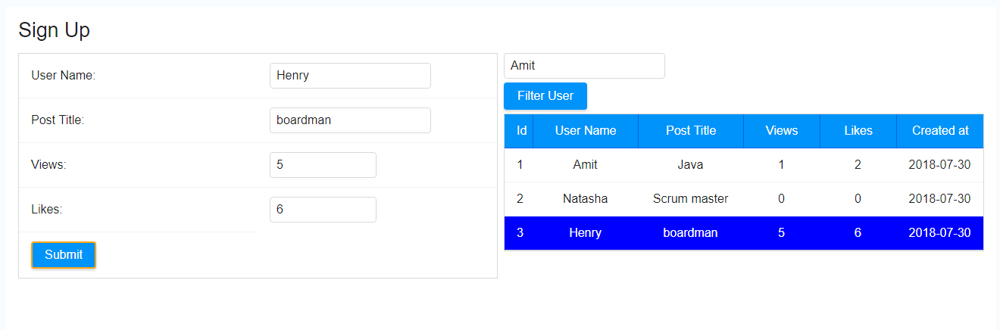 Sign Up
User Name: Henry
Post Title: boardman
Views: 5
Likes: 6
Submit
Amit
Filter User
Id User Name Post Title Views Likes Created at
1 Amit Java 1 2 2018-07-30
2 Natasha Scrum master 0 0 2018-07-30
3 Henry boardman 5 6 2018-07-30